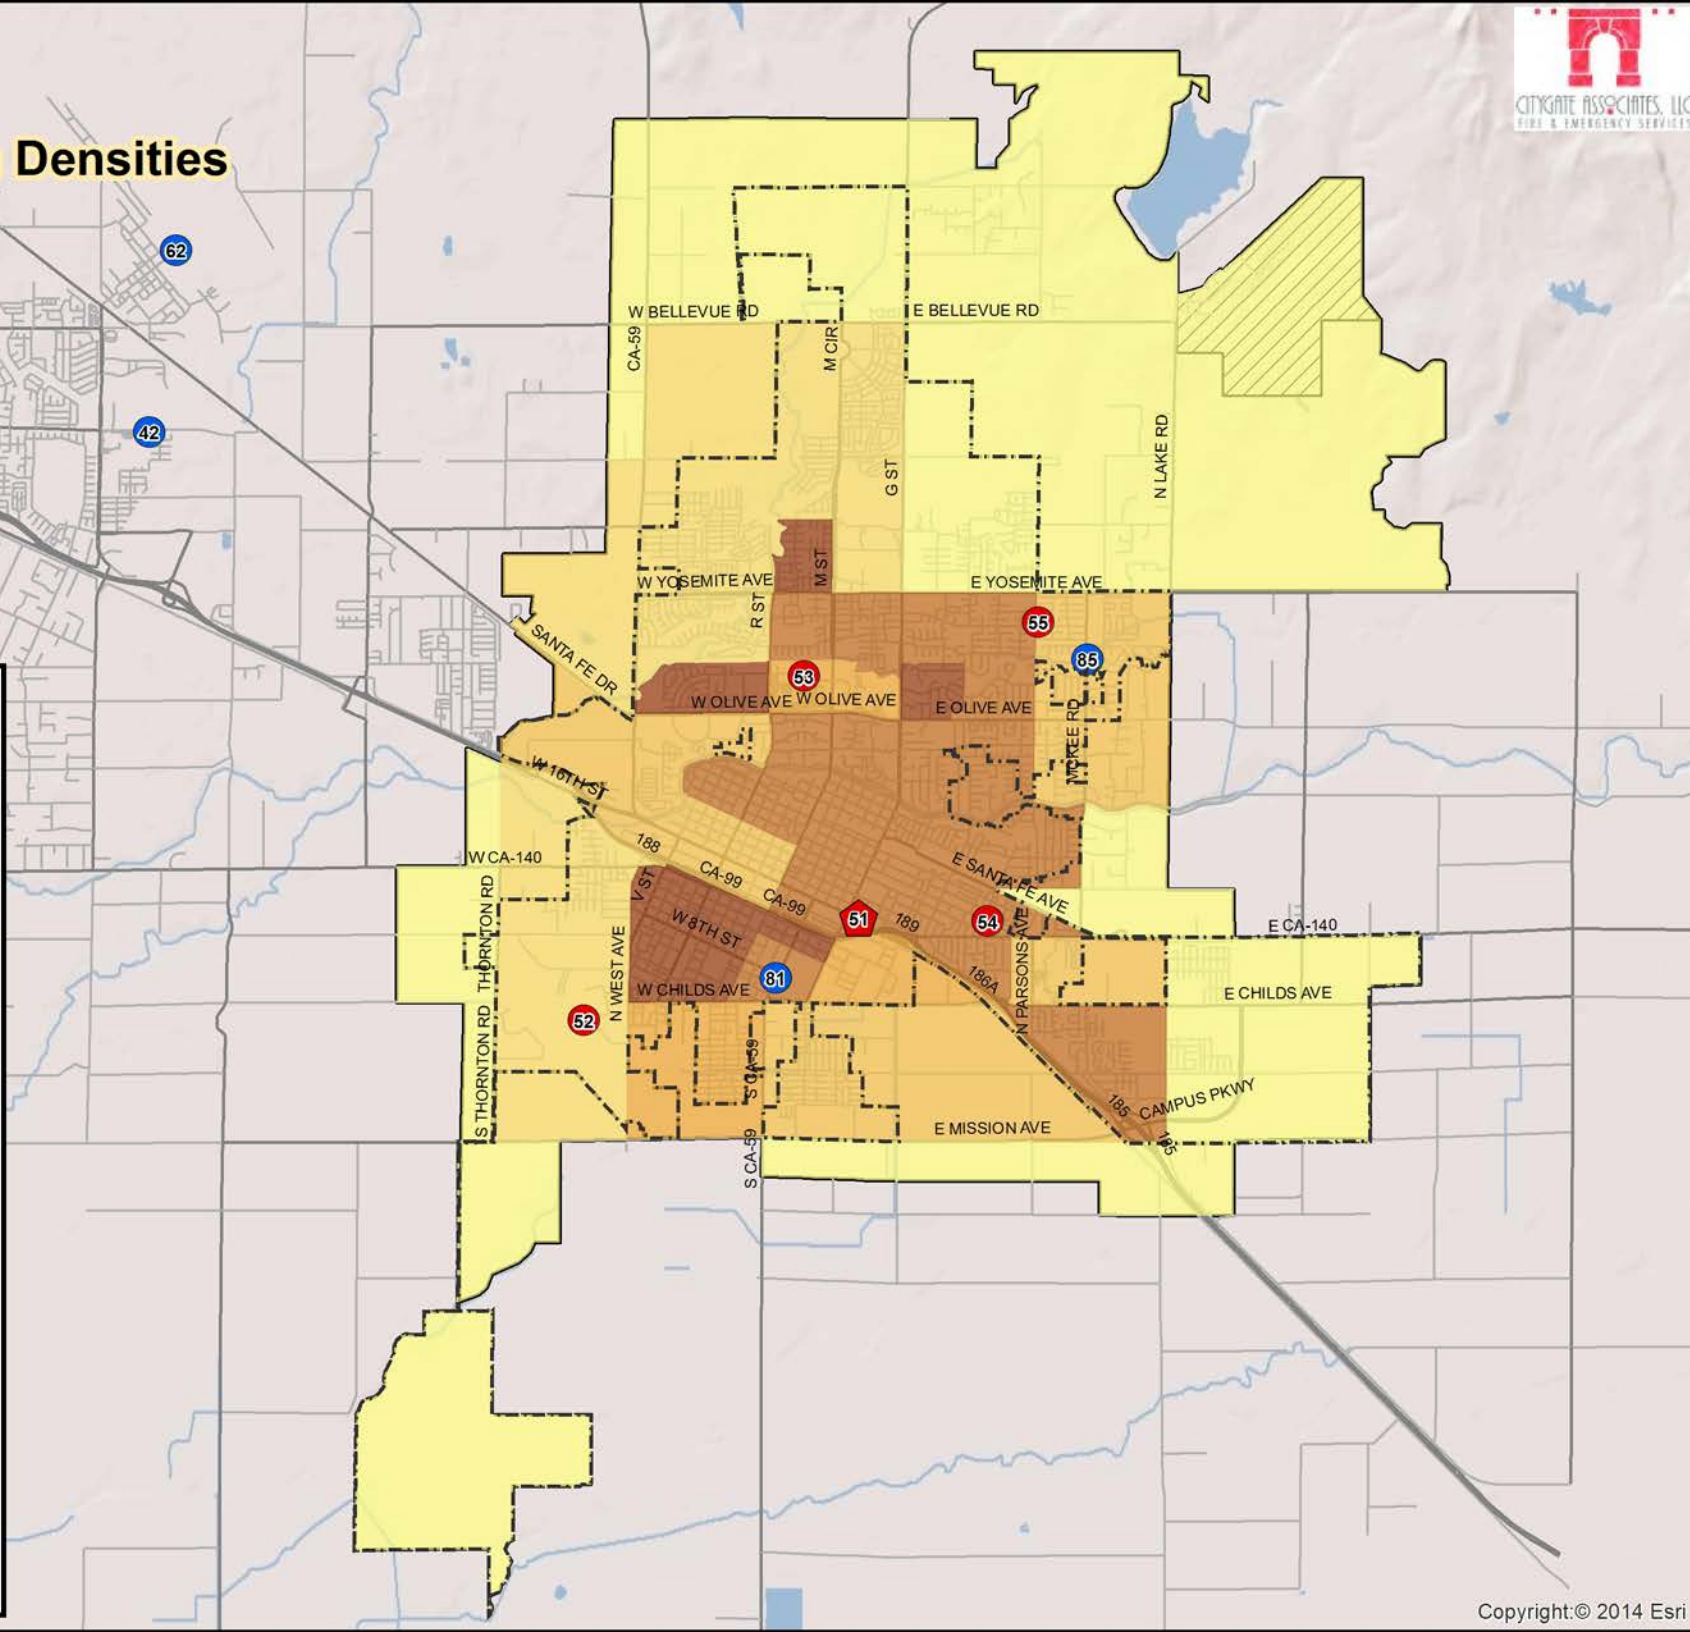 CITYGATE ASSOCIATES, LLC
FIRE & EMERGENCY SERVICES
Densities
62
W BELLEVUE RD
E BELLEVUE RD
CA-59
M CIR
42
G ST
N LAKE RD
W YOSEMITE AVE
M ST
E YOSEMITE AVE
R ST
55
SANTA FE DR
85
53
W OLIVE AVE
W OLIVE AVE
E OLIVE AVE
MCKEE RD
W 16TH ST
188
W CA-140
CA-99
E SANTA FE AVE
V ST
CA-99
THORNTON RD
W 8TH ST
51
189
54
E CA-140
N WEST AVE
N PARSONS AVE
81
186A
W CHILDS AVE
E CHILDS AVE
52
S THORNTON RD
S CA-59
185
CAMPUS PKWY
E MISSION AVE
185
S CA-59
Copyright:© 2014 Esri